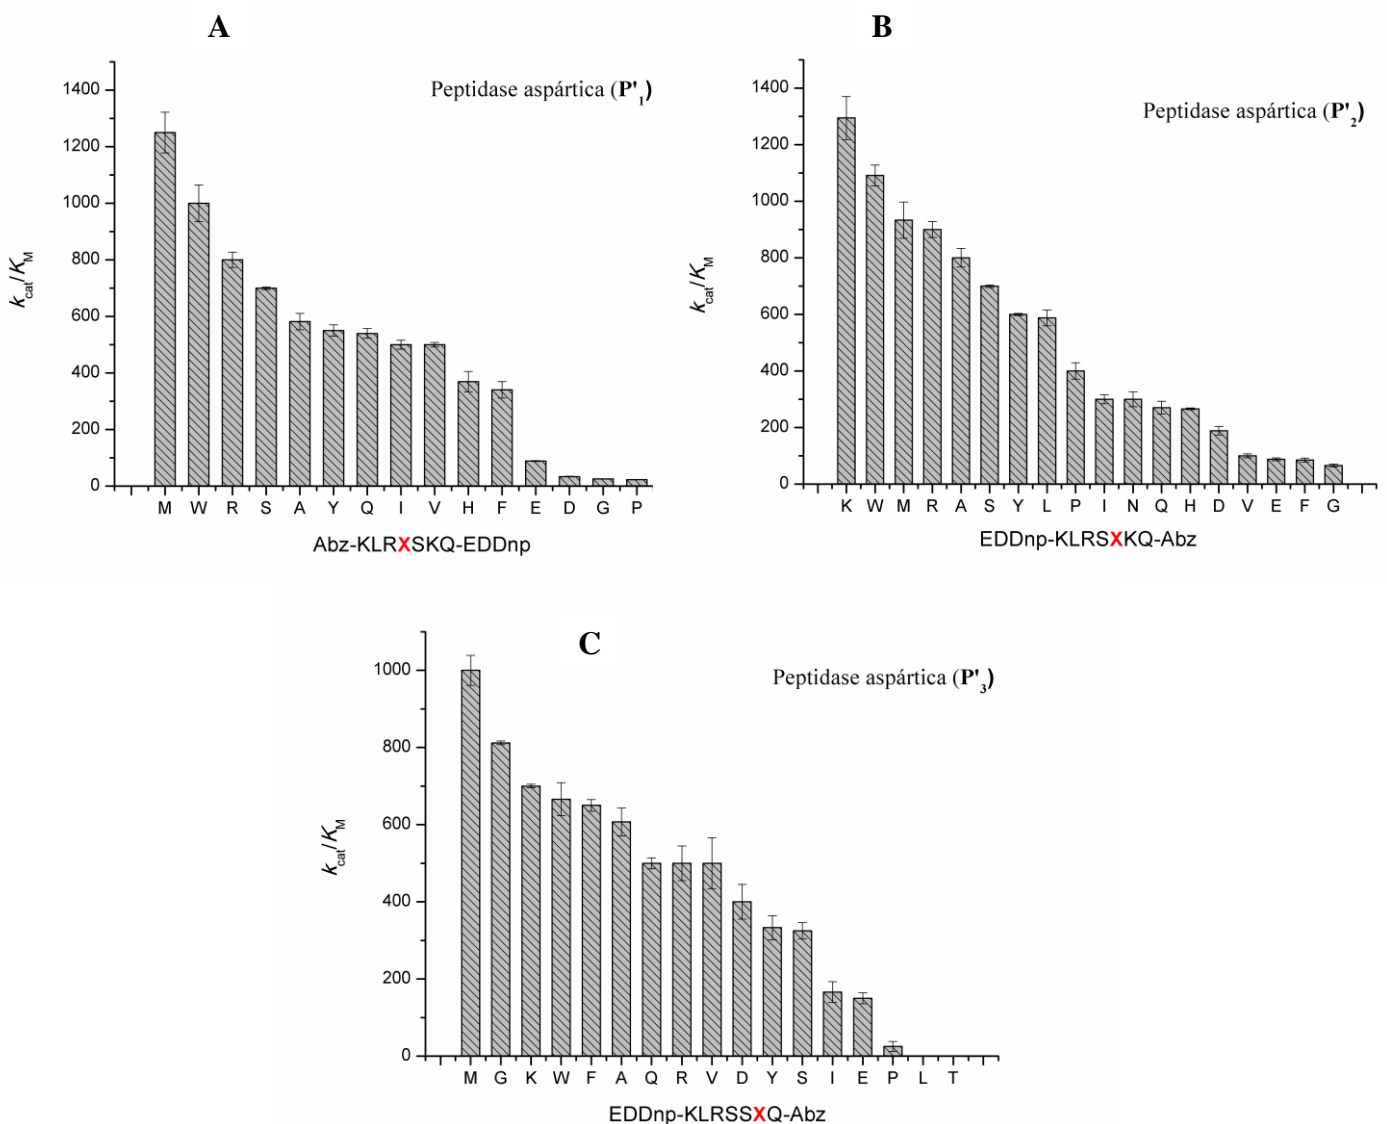 A
Peptidase aspártica (P'1)
1400
1200
1000
800
600
400
200
0
kcat/KM
M W R S A Y Q I V H F E D G P
Abz-KLRXSKQ-EDDnp
B
Peptidase aspártica (P'2)
1400
1200
1000
800
600
400
200
0
kcat/KM
K W M R A S Y L P I N Q H D V E F G
EDDnp-KLRSXKQ-Abz
C
Peptidase aspártica (P'3)
1000
800
600
400
200
0
kcat/KM
M G K W F A Q R V D Y S I E P L T
EDDnp-KLRSSXQ-Abz